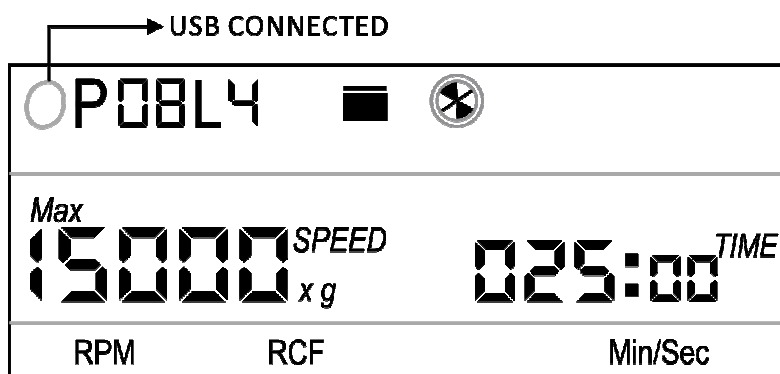 USB CONNECTED
P08L4
Max
15000 SPEED 025:00 TIME
x g
RPM RCF Min/Sec